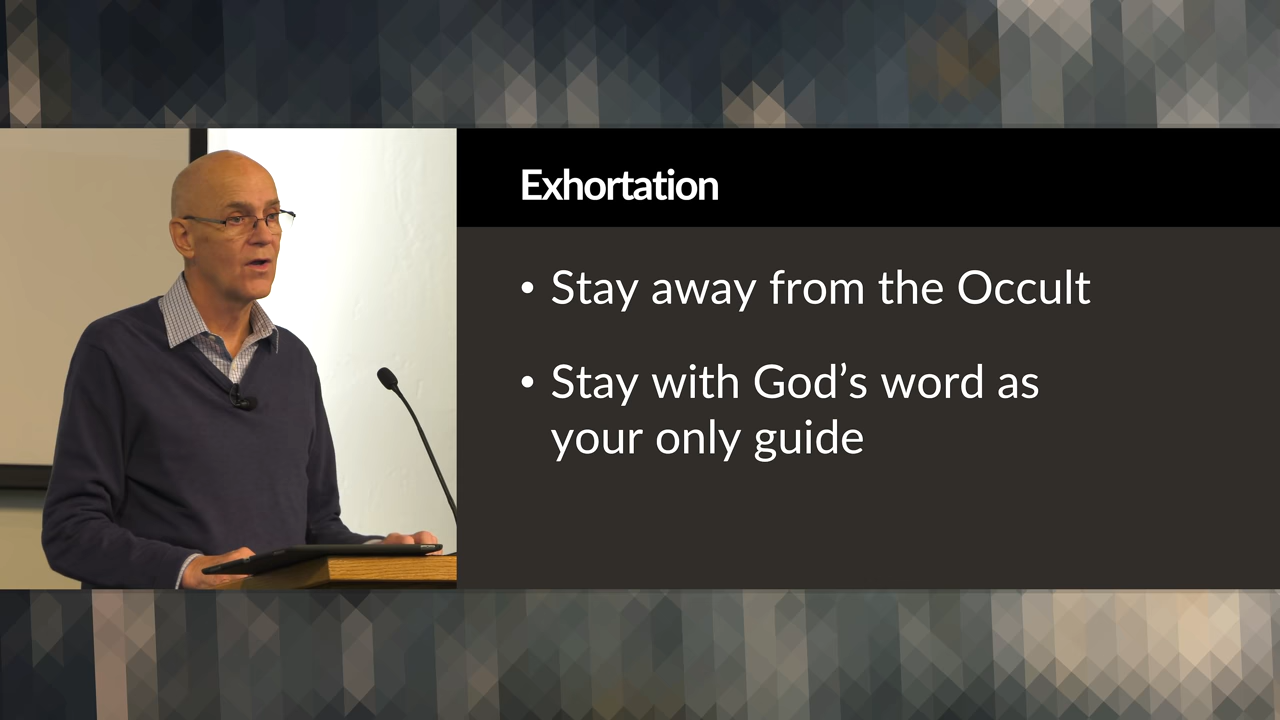 Exhortation
• Stay away from the Occult
• Stay with God’s word as
your only guide